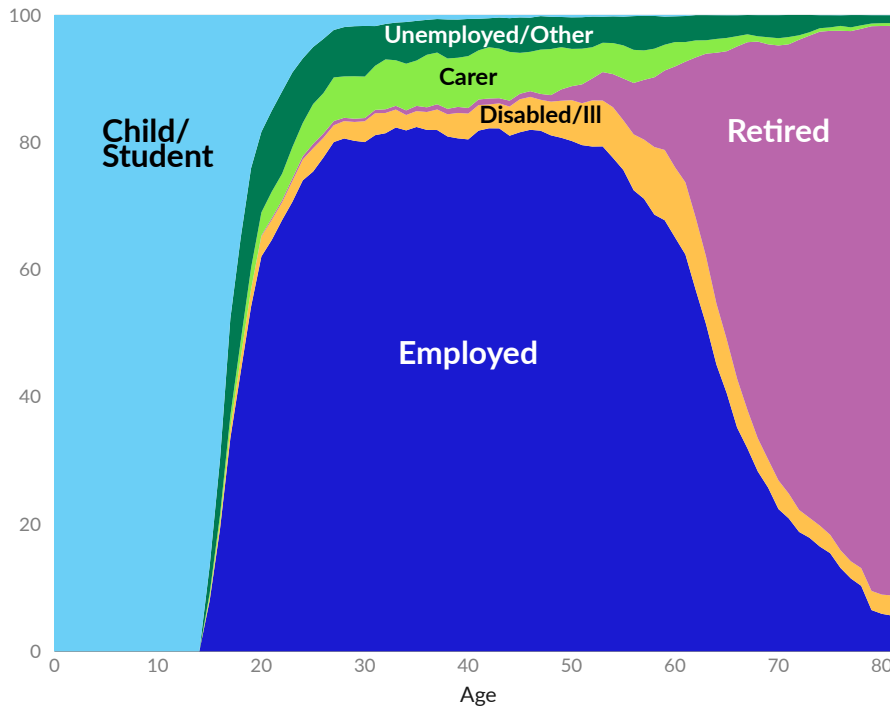 100
Unemployed/Other
Carer
Disabled/Ill
Child/
Student
Retired
80
60
Employed
40
20
0
0 10 20 30 40 50 60 70 80
Age